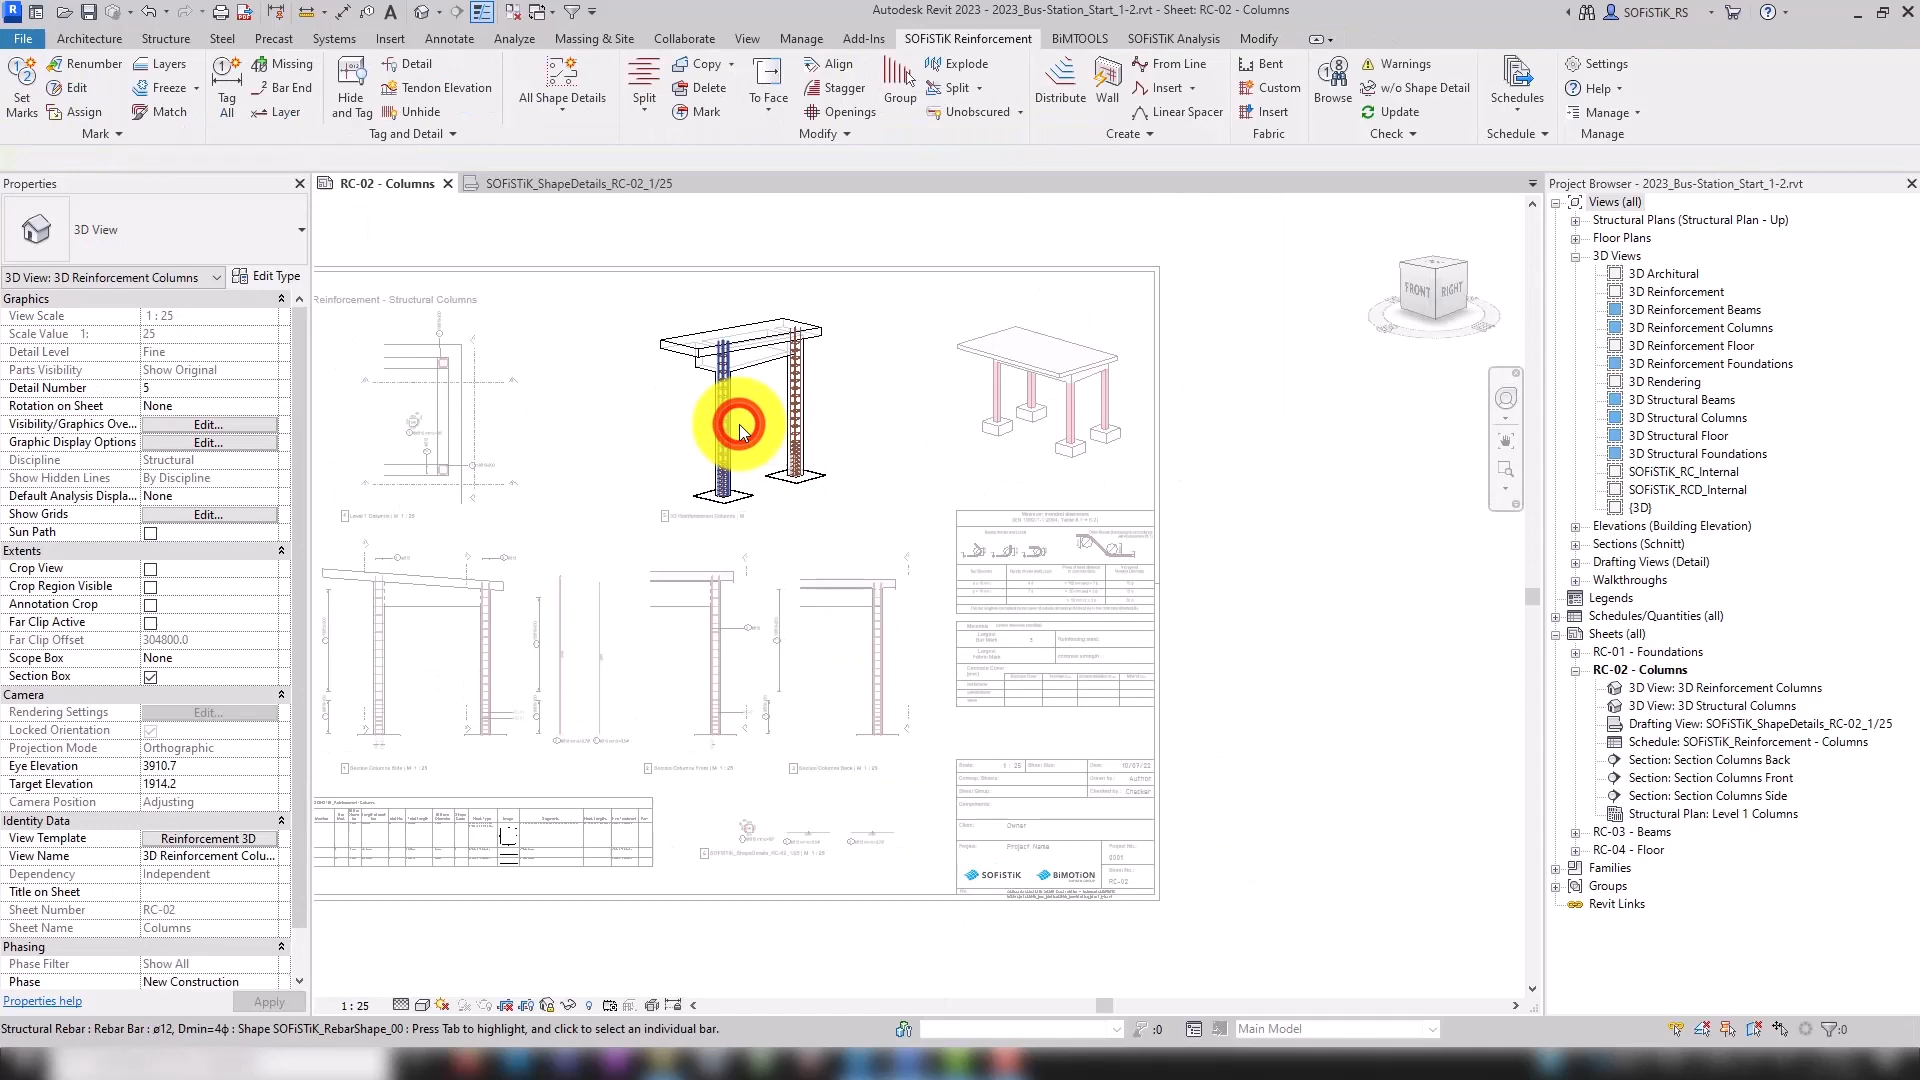 Autodesk Revit 2023 - 2023_Bus-Station_Start_1-2.rvt - Sheet: RC-02 - Columns
SOFiSTiK_RS
File Architecture Structure Steel Precast Systems Insert Annotate Analyze Massing & Site Collaborate View Manage Add-Ins SOFiSTiK Reinforcement BiMTOOLS SOFiSTiK Analysis Modify
Set Marks
Renumber
Edit
Assign
Layers
Freeze
Match
Mark
Tag All
Missing
Bar End
Layer
Hide and Tag
Detail
Tendon Elevation
Unhide
Tag and Detail
All Shape Details
Split
Copy
Delete
Mark
To Face
Align
Stagger
Openings
Modify
Group
Explode
Split
Unobscured
Distribute
Wall
From Line
Insert
Linear Spacer
Create
Bent
Custom
Insert
Fabric
Browse
Warnings
w/o Shape Detail
Update
Check
Schedules
Schedule
Settings
Help
Manage
Manage
Properties
3D View
3D View: 3D Reinforcement Columns
Edit Type
Graphics
View Scale 1 : 25
Scale Value 1: 25
Detail Level Fine
Parts Visibility Show Original
Detail Number 5
Rotation on Sheet None
Visibility/Graphics Ove... Edit...
Graphic Display Options Edit...
Discipline Structural
Show Hidden Lines By Discipline
Default Analysis Displa... None
Show Grids Edit...
Sun Path
Extents
Crop View
Crop Region Visible
Annotation Crop
Far Clip Active
Far Clip Offset 304800.0
Scope Box None
Section Box
Camera
Rendering Settings Edit...
Locked Orientation
Projection Mode Orthographic
Eye Elevation 3910.7
Target Elevation 1914.2
Camera Position Adjusting
Identity Data
View Template Reinforcement 3D
View Name 3D Reinforcement Colu...
Dependency Independent
Title on Sheet
Sheet Number RC-02
Sheet Name Columns
Phasing
Phase Filter Show All
Phase New Construction
Properties help
Apply
RC-02 - Columns
SOFiSTiK_ShapeDetails_RC-02_1/25
Reinforcement - Structural Columns
FRONT RIGHT
Scale: 1 : 25
Date: 10/07/22
Author
Checker
Owner
Project Name
0001
RC-02
SOFiSTiK
BiMOTiON
1 : 25
Project Browser - 2023_Bus-Station_Start_1-2.rvt
Views (all)
Structural Plans (Structural Plan - Up)
Floor Plans
3D Views
3D Architural
3D Reinforcement
3D Reinforcement Beams
3D Reinforcement Columns
3D Reinforcement Floor
3D Reinforcement Foundations
3D Rendering
3D Structural Beams
3D Structural Columns
3D Structural Floor
3D Structural Foundations
SOFiSTiK_RC_Internal
SOFiSTiK_RCD_Internal
{3D}
Elevations (Building Elevation)
Sections (Schnitt)
Drafting Views (Detail)
Walkthroughs
Legends
Schedules/Quantities (all)
Sheets (all)
RC-01 - Foundations
RC-02 - Columns
3D View: 3D Reinforcement Columns
3D View: 3D Structural Columns
Drafting View: SOFiSTiK_ShapeDetails_RC-02_1/25
Schedule: SOFiSTiK_Reinforcement - Columns
Section: Section Columns Back
Section: Section Columns Front
Section: Section Columns Side
Structural Plan: Level 1 Columns
RC-03 - Beams
RC-04 - Floor
Families
Groups
Revit Links
Structural Rebar : Rebar Bar : ø12, Dmin=4ф : Shape SOFiSTiK_RebarShape_00 : Press Tab to highlight, and click to select an individual bar.
:0
Main Model
:0